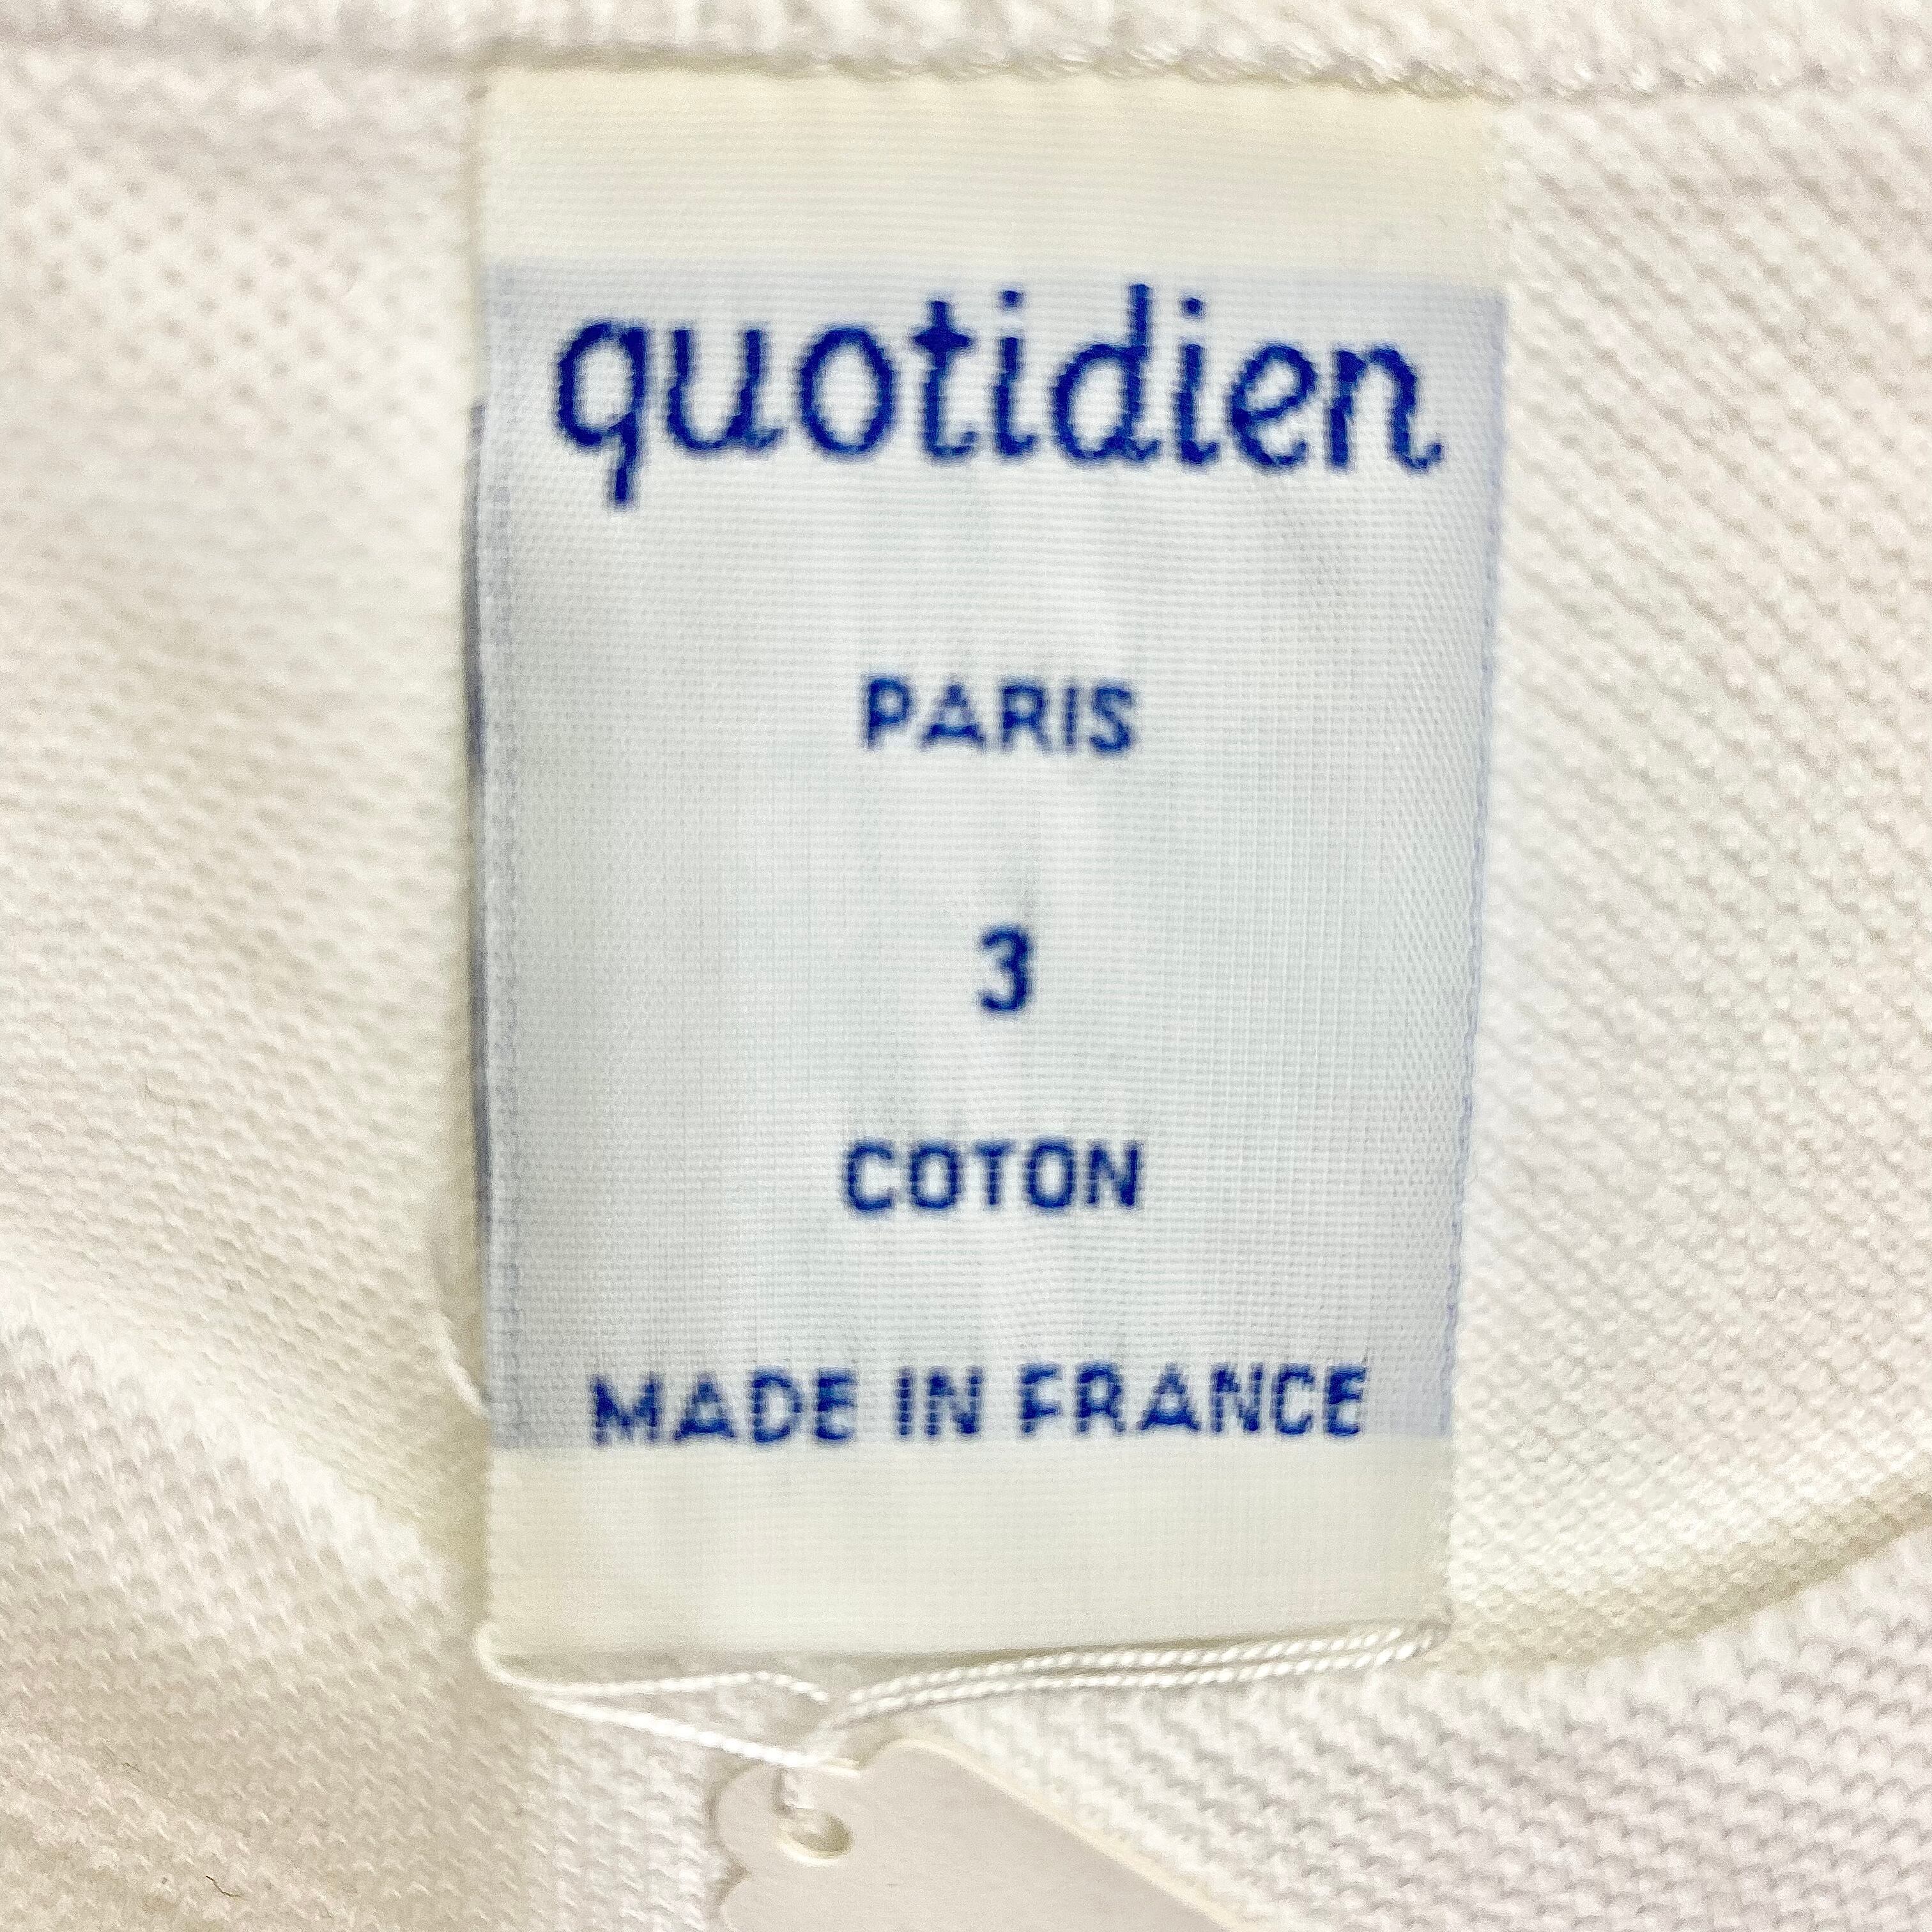 quotidien
PARIS
3
COTON
MADE IN FRANCE